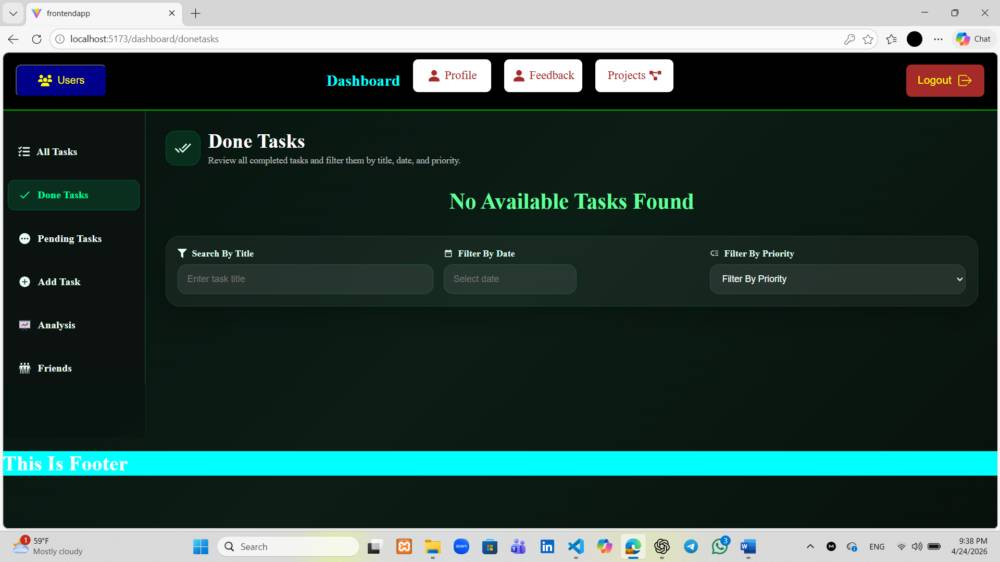 frontendapp
localhost:5173/dashboard/donetasks
Chat
Users
Dashboard
Profile
Feedback
Projects
Logout
All Tasks
Done Tasks
Pending Tasks
Add Task
Analysis
Friends
Done Tasks
Review all completed tasks and filter them by title, date, and priority.
No Available Tasks Found
Search By Title
Filter By Date
Filter By Priority
Enter task title
Select date
Filter By Priority
This Is Footer
1
59°F
Mostly cloudy
Search
zoom
3
ENG
9:38 PM
4/24/2026